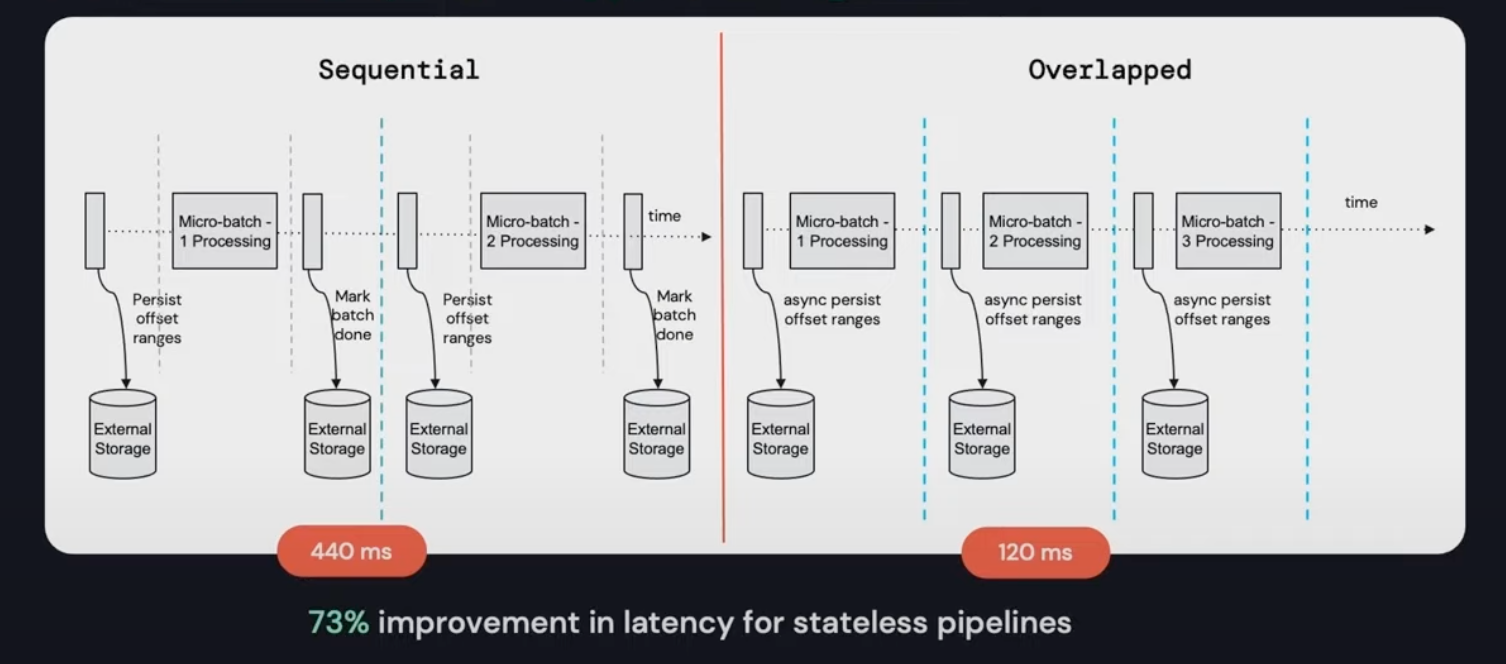 Sequential
Micro-batch -
1 Processing
Micro-batch -
2 Processing
time
Persist
offset
ranges
Mark
batch
done
Persist
offset
ranges
Mark
batch
done
External
Storage
External
Storage
External
Storage
External
Storage
440 ms
Overlapped
Micro-batch -
1 Processing
Micro-batch -
2 Processing
Micro-batch -
3 Processing
time
async persist
offset ranges
async persist
offset ranges
async persist
offset ranges
External
Storage
External
Storage
External
Storage
120 ms
73% improvement in latency for stateless pipelines